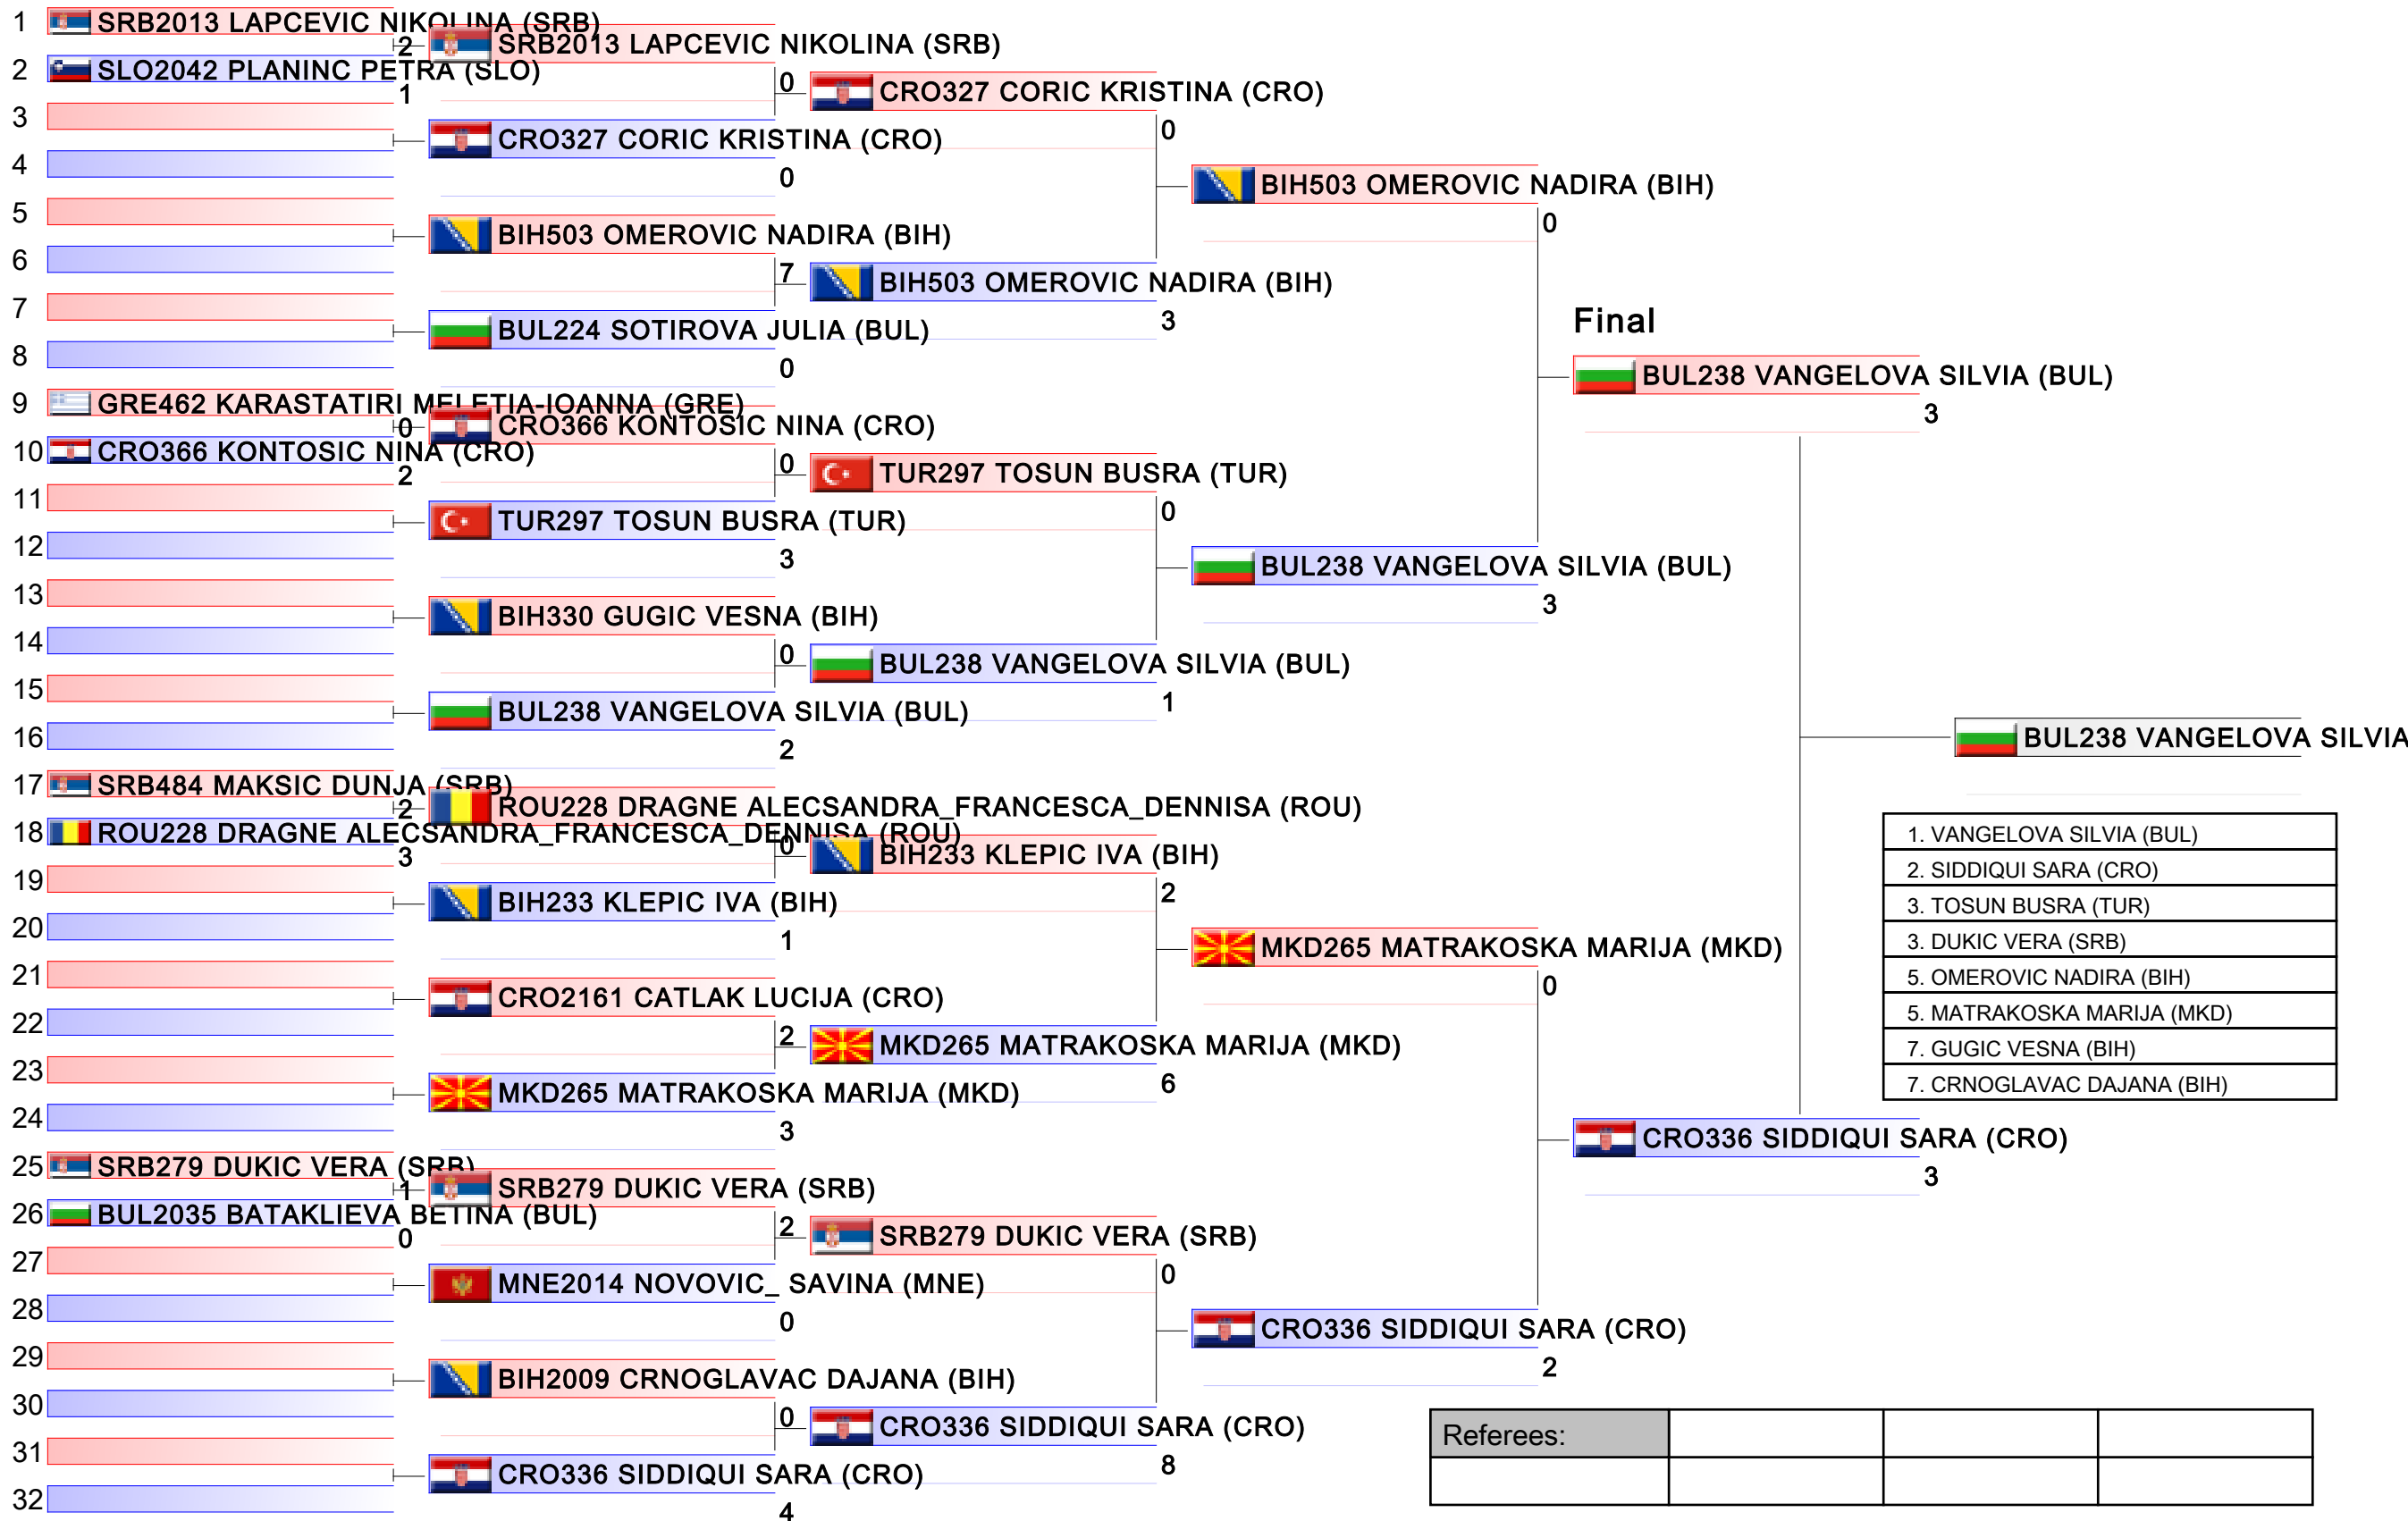 1 SRB2013 LAPCEVIC NIKOLINA (SRB)
2
SRB2013 LAPCEVIC NIKOLINA (SRB)
2 SLO2042 PLANINC PETRA (SLO)
1
0
CRO327 CORIC KRISTINA (CRO)
3
CRO327 CORIC KRISTINA (CRO)
0
4
0
BIH503 OMEROVIC NADIRA (BIH)
5
0
BIH503 OMEROVIC NADIRA (BIH)
6
7
BIH503 OMEROVIC NADIRA (BIH)
7
3
Final
BUL224 SOTIROVA JULIA (BUL)
8
0
BUL238 VANGELOVA SILVIA (BUL)
3
9 GRE462 KARASTATIRI MELETIA-IOANNA (GRE)
0
CRO366 KONTOSIC NINA (CRO)
10 CRO366 KONTOSIC NINA (CRO)
2
0
TUR297 TOSUN BUSRA (TUR)
11
0
TUR297 TOSUN BUSRA (TUR)
12
3
BUL238 VANGELOVA SILVIA (BUL)
3
13
BIH330 GUGIC VESNA (BIH)
14
0
BUL238 VANGELOVA SILVIA (BUL)
15
1
BUL238 VANGELOVA SILVIA (BUL)
16
2
BUL238 VANGELOVA SILVIA
17 SRB484 MAKSIC DUNJA (SRB)
2
ROU228 DRAGNE ALECSANDRA_FRANCESCA_DENNISA (ROU)
18 ROU228 DRAGNE ALECSANDRA_FRANCESCA_DENNISA (ROU)
3
0
BIH233 KLEPIC IVA (BIH)
19
2
BIH233 KLEPIC IVA (BIH)
20
1
MKD265 MATRAKOSKA MARIJA (MKD)
0
21
CRO2161 CATLAK LUCIJA (CRO)
22
2
MKD265 MATRAKOSKA MARIJA (MKD)
23
6
MKD265 MATRAKOSKA MARIJA (MKD)
24
3
CRO336 SIDDIQUI SARA (CRO)
3
25 SRB279 DUKIC VERA (SRB)
1
SRB279 DUKIC VERA (SRB)
26 BUL2035 BATAKLIEVA BETINA (BUL)
0
2
SRB279 DUKIC VERA (SRB)
27
0
MNE2014 NOVOVIC_ SAVINA (MNE)
28
0
CRO336 SIDDIQUI SARA (CRO)
2
29
BIH2009 CRNOGLAVAC DAJANA (BIH)
30
0
CRO336 SIDDIQUI SARA (CRO)
31
8
CRO336 SIDDIQUI SARA (CRO)
32
4
1. VANGELOVA SILVIA (BUL)
2. SIDDIQUI SARA (CRO)
3. TOSUN BUSRA (TUR)
3. DUKIC VERA (SRB)
5. OMEROVIC NADIRA (BIH)
5. MATRAKOSKA MARIJA (MKD)
7. GUGIC VESNA (BIH)
7. CRNOGLAVAC DAJANA (BIH)
Referees: